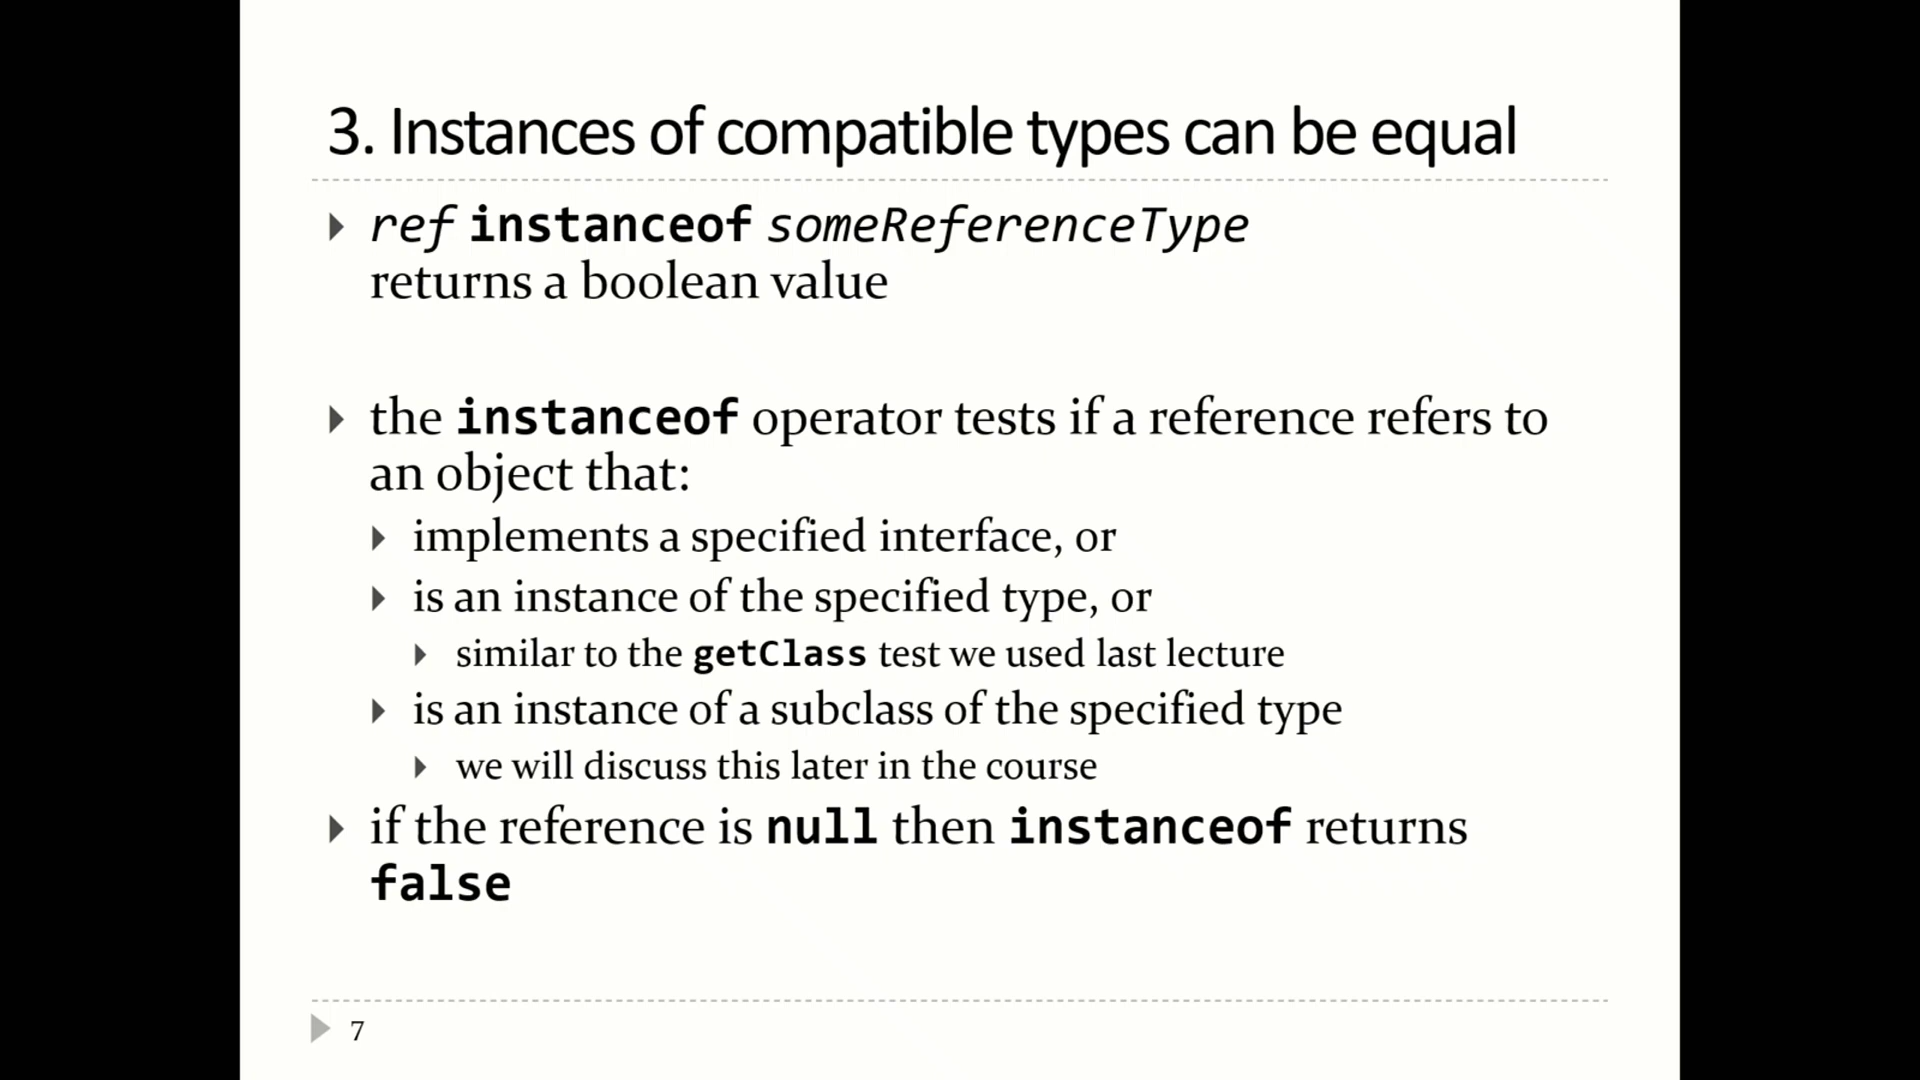 3. Instances of compatible types can be equal
ref instanceof someReferenceType
returns a boolean value
the instanceof operator tests if a reference refers to
an object that:
implements a specified interface, or
is an instance of the specified type, or
similar to the getClass test we used last lecture
is an instance of a subclass of the specified type
we will discuss this later in the course
if the reference is null then instanceof returns
false
7